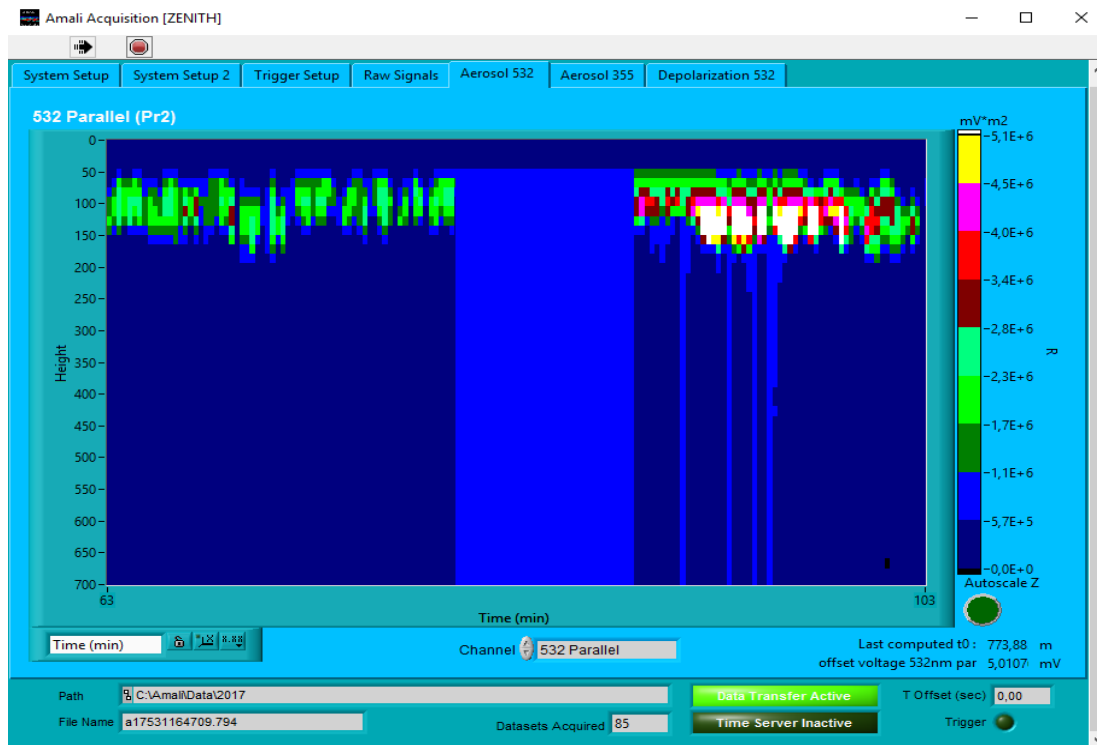 Amali Acquisition [ZENITH]
System Setup System Setup 2 Trigger Setup Raw Signals Aerosol 532 Aerosol 355 Depolarization 532
532 Parallel (Pr2)
mV*m2
0
50
100
150
200
250
300
350
400
450
500
550
600
650
700
Height
63
103
Time (min)
5,1E+6
4,5E+6
4,0E+6
3,4E+6
2,8E+6
2,3E+6
1,7E+6
1,1E+6
5,7E+5
0,0E+0
R
Autoscale Z
Time (min)
Channel 532 Parallel
Last computed t0 : 773,88 m
offset voltage 532nm par 5,0107 mV
Path C:\Amali\Data\2017
Data Transfer Active
T Offset (sec) 0,00
File Name a17531164709.794
Datasets Acquired 85
Time Server Inactive
Trigger